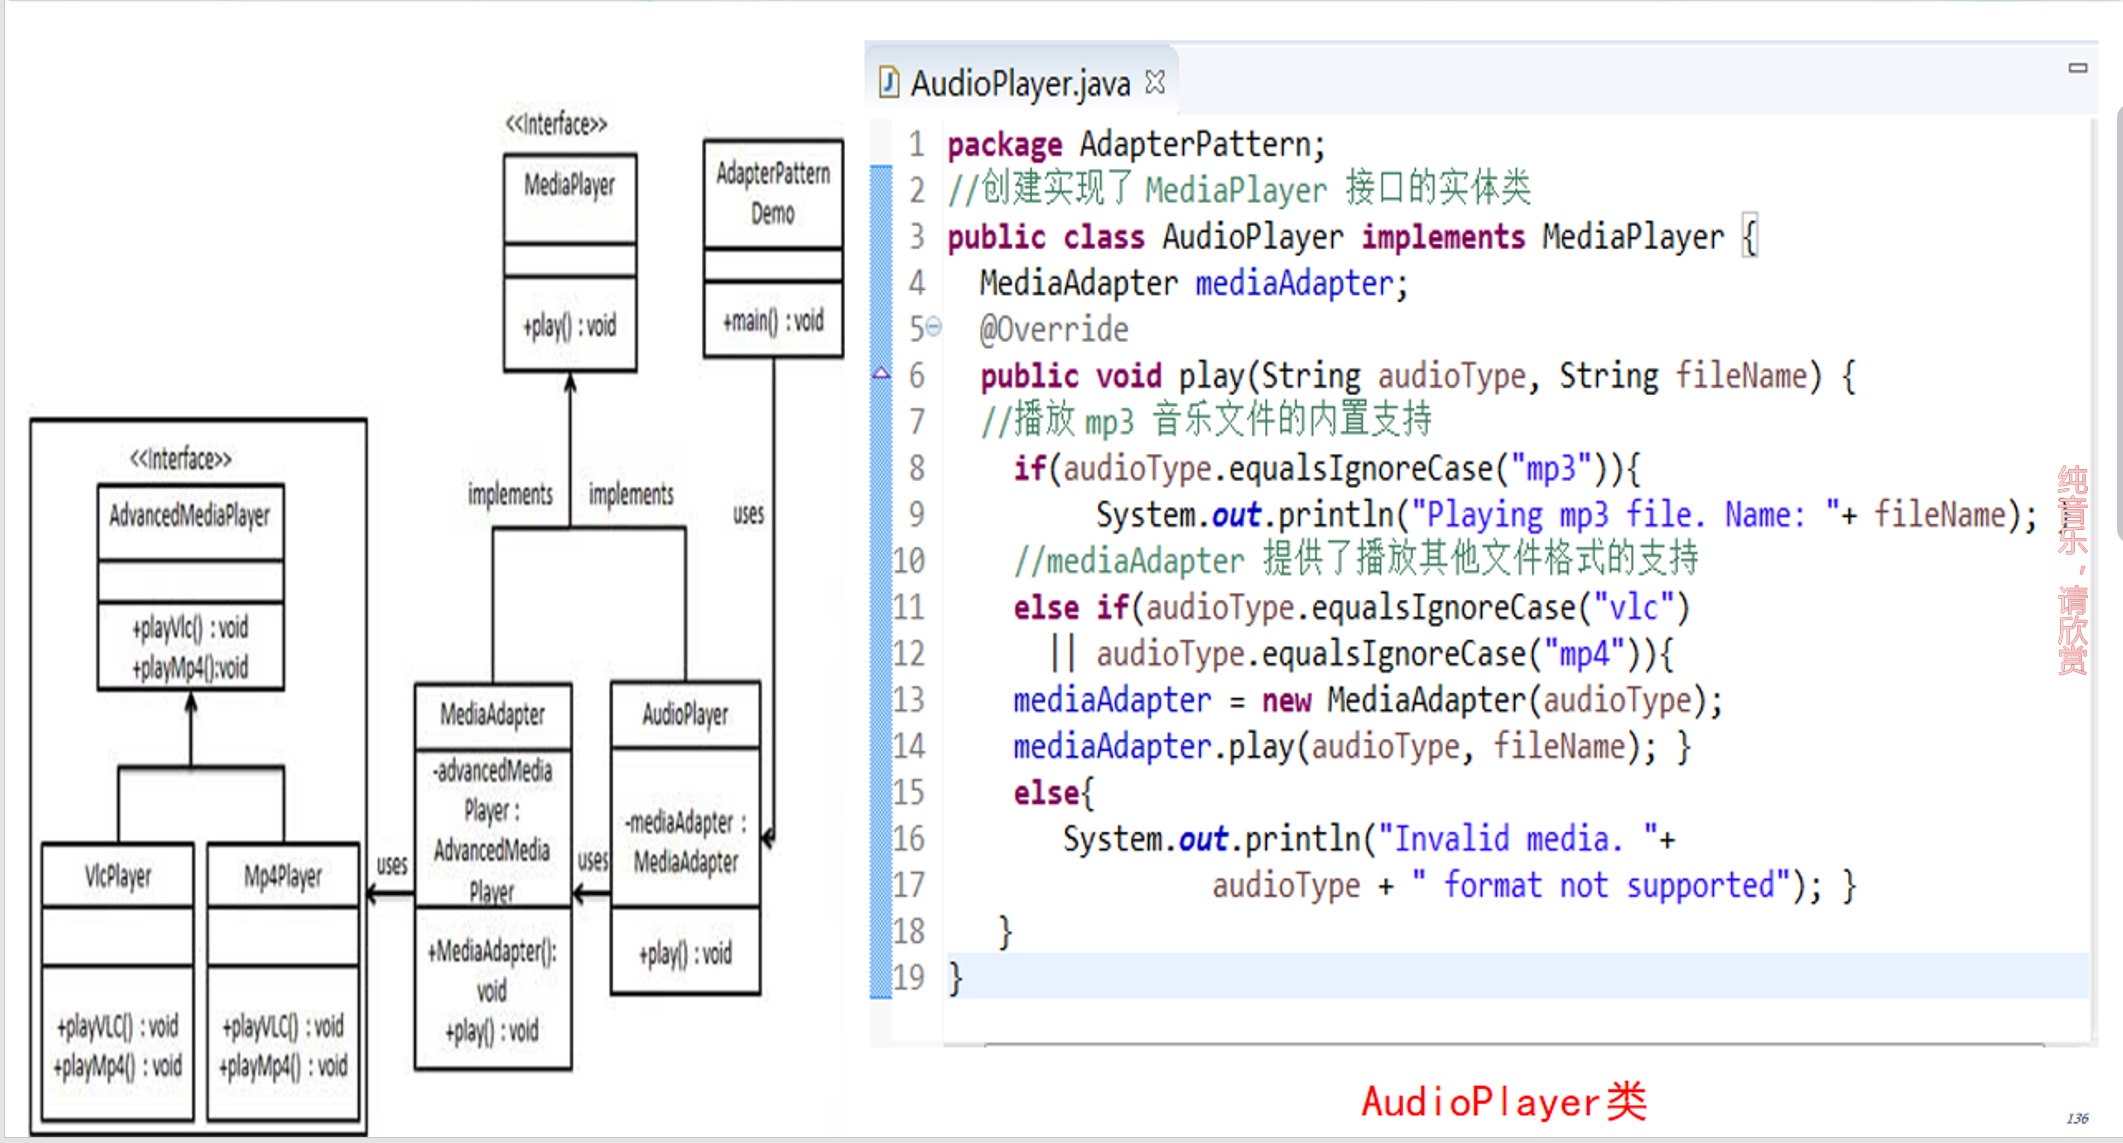 <<Interface>>
MediaPlayer
+play() : void
AdapterPattern
Demo
+main() : void
implements
implements
uses
<<Interface>>
AdvancedMediaPlayer
+playVlc() : void
+playMp4():void
VlcPlayer
+playVLC() : void
+playMp4() : void
Mp4Player
+playVLC() : void
+playMp4() : void
uses
MediaAdapter
-advancedMedia
Player :
AdvancedMedia
Player
+MediaAdapter():
void
+play() : void
uses
AudioPlayer
-mediaAdapter :
MediaAdapter
+play() : void
AudioPlayer.java
1 package AdapterPattern;
2 //创建实现了 MediaPlayer 接口的实体类
3 public class AudioPlayer implements MediaPlayer {
4 MediaAdapter mediaAdapter;
5 @Override
6 public void play(String audioType, String fileName) {
7 //播放 mp3 音乐文件的内置支持
8 if(audioType.equalsIgnoreCase("mp3")){
9 System.out.println("Playing mp3 file. Name: "+ fileName); }
10 //mediaAdapter 提供了播放其他文件格式的支持
11 else if(audioType.equalsIgnoreCase("vlc")
12 || audioType.equalsIgnoreCase("mp4")){
13 mediaAdapter = new MediaAdapter(audioType);
14 mediaAdapter.play(audioType, fileName); }
15 else{
16 System.out.println("Invalid media. "+
17 audioType + " format not supported"); }
18 }
19 }
纯音乐，请欣赏
AudioPlayer类
136